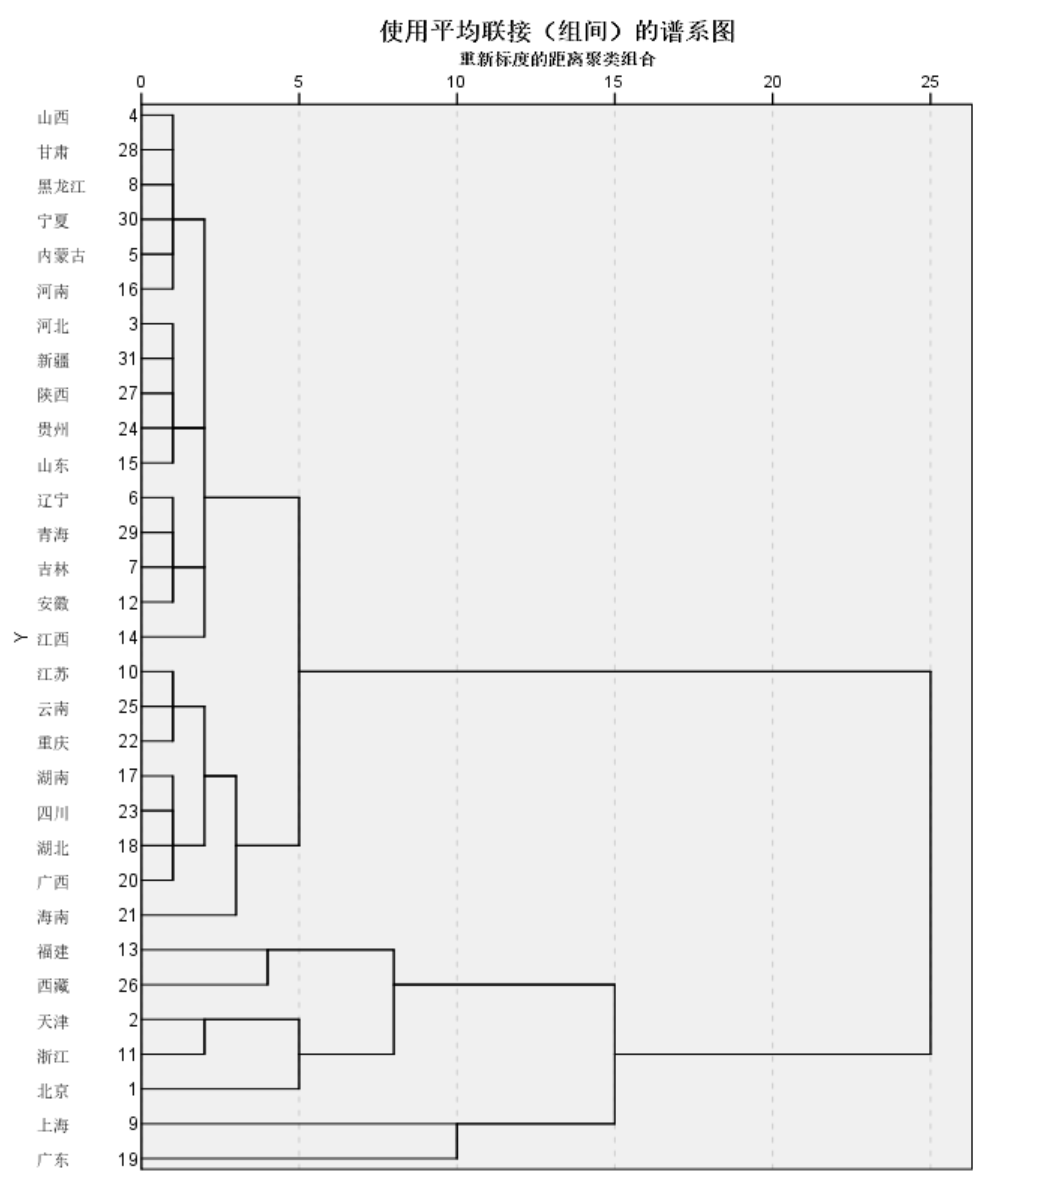 使用平均联接（组间）的谱系图
重新标度的距离聚类组合
0 5 10 15 20 25
山西 4
甘肃 28
黑龙江 8
宁夏 30
内蒙古 5
河南 16
河北 3
新疆 31
陕西 27
贵州 24
山东 15
辽宁 6
青海 29
吉林 7
安徽 12
Y
江西 14
江苏 10
云南 25
重庆 22
湖南 17
四川 23
湖北 18
广西 20
海南 21
福建 13
西藏 26
天津 2
浙江 11
北京 1
上海 9
广东 19